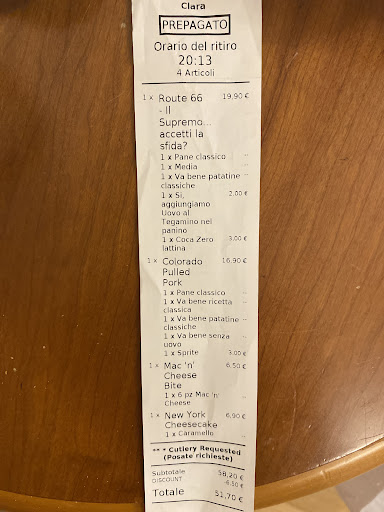 Clara
PREPAGATO
Orario del ritiro
20:13
4 Articoli
1 x Route 66 19,90 €
- Il
Supremo...
accetti la
sfida?
1 x Pane classico --
1 x Media --
1 x Va bene patatine --
classiche
1 x Si, 2,00 €
aggiungiamo
Uovo al
Tegamino nel
panino
1 x Coca Zero 3,00 €
lattina
1 x Colorado 16,90 €
Pulled
Pork
1 x Pane classico --
1 x Va bene ricetta --
classica
1 x Va bene patatine --
classiche
1 x Va bene senza --
uovo
1 x Sprite 3,00 €
1 x Mac 'n' 6,50 €
Cheese
Bite
1 x 6 pz Mac 'n' --
Cheese
1 x New York 6,90 €
Cheesecake
1 x Caramello --
** * Cutlery Requested
(Posate richieste)
Subtotale 58,20 €
DISCOUNT -6,50 €
Totale 51,70 €